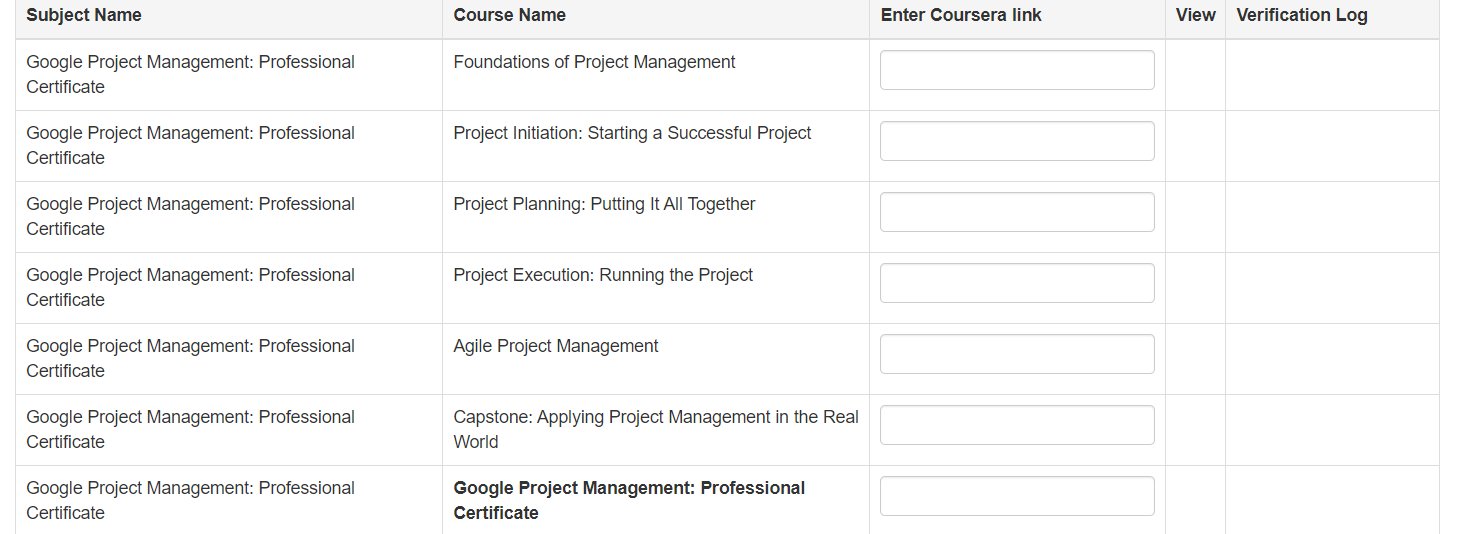 Subject Name Course Name Enter Coursera link View Verification Log
Google Project Management: Professional Certificate
Foundations of Project Management
Google Project Management: Professional Certificate
Project Initiation: Starting a Successful Project
Google Project Management: Professional Certificate
Project Planning: Putting It All Together
Google Project Management: Professional Certificate
Project Execution: Running the Project
Google Project Management: Professional Certificate
Agile Project Management
Google Project Management: Professional Certificate
Capstone: Applying Project Management in the Real World
Google Project Management: Professional Certificate
Google Project Management: Professional Certificate